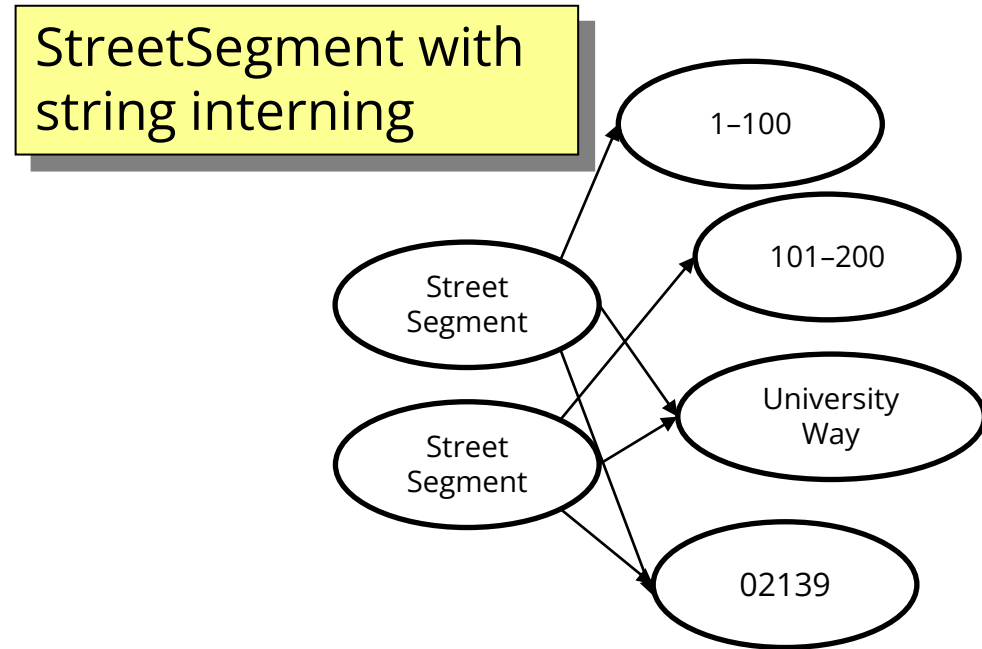 StreetSegment with
string interning
1–100
101–200
Street
Segment
University
Way
Street
Segment
02139